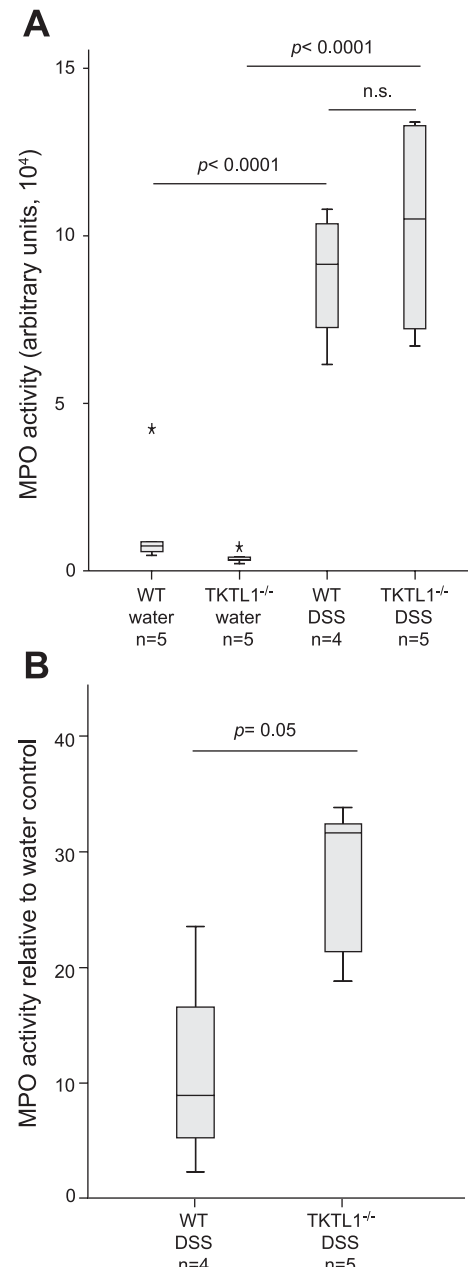 A
p< 0.0001
15
n.s.
p< 0.0001
MPO activity (arbitrary units, 10⁴)
10
5
0
WT TKTL1⁻/⁻ WT TKTL1⁻/⁻
water water DSS DSS
n=5 n=5 n=4 n=5
B
p= 0.05
40
MPO activity relative to water control
30
20
10
0
WT TKTL1⁻/⁻
DSS DSS
n=4 n=5